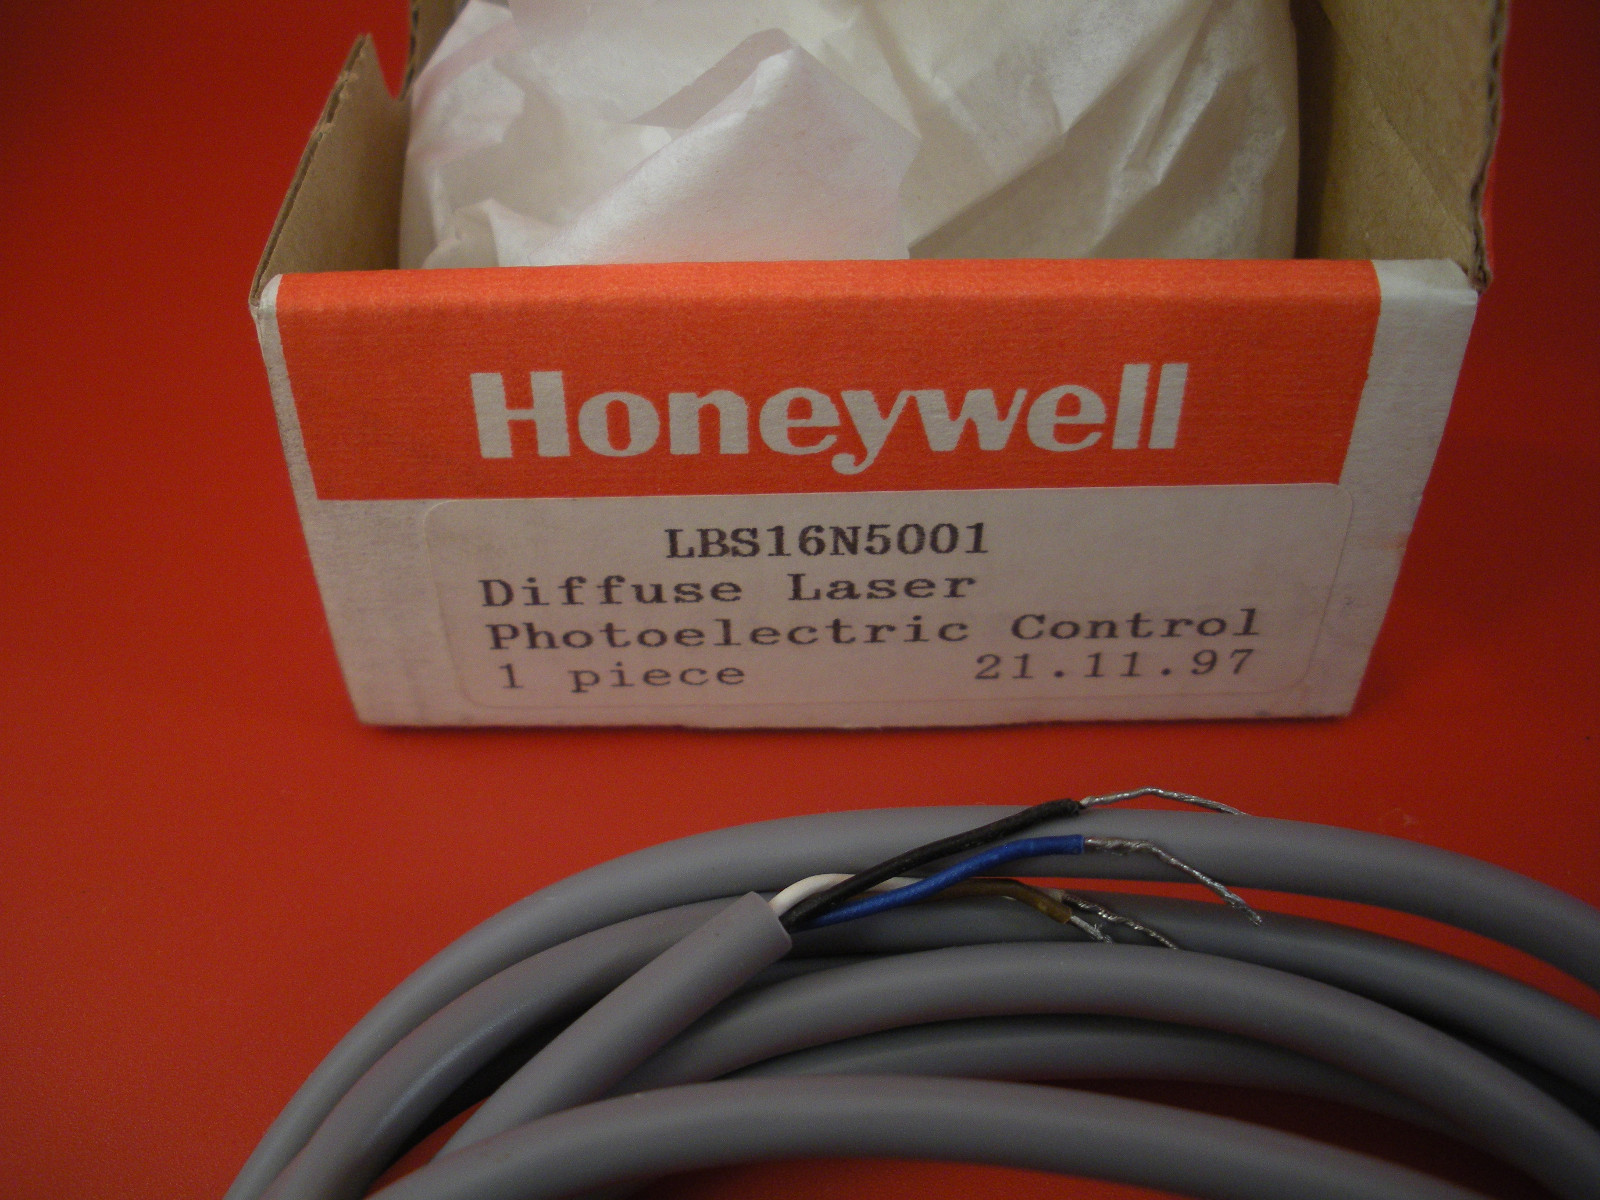 Honeywell
LBS16N5001
Diffuse Laser
Photoelectric Control
1 piece 21.11.97